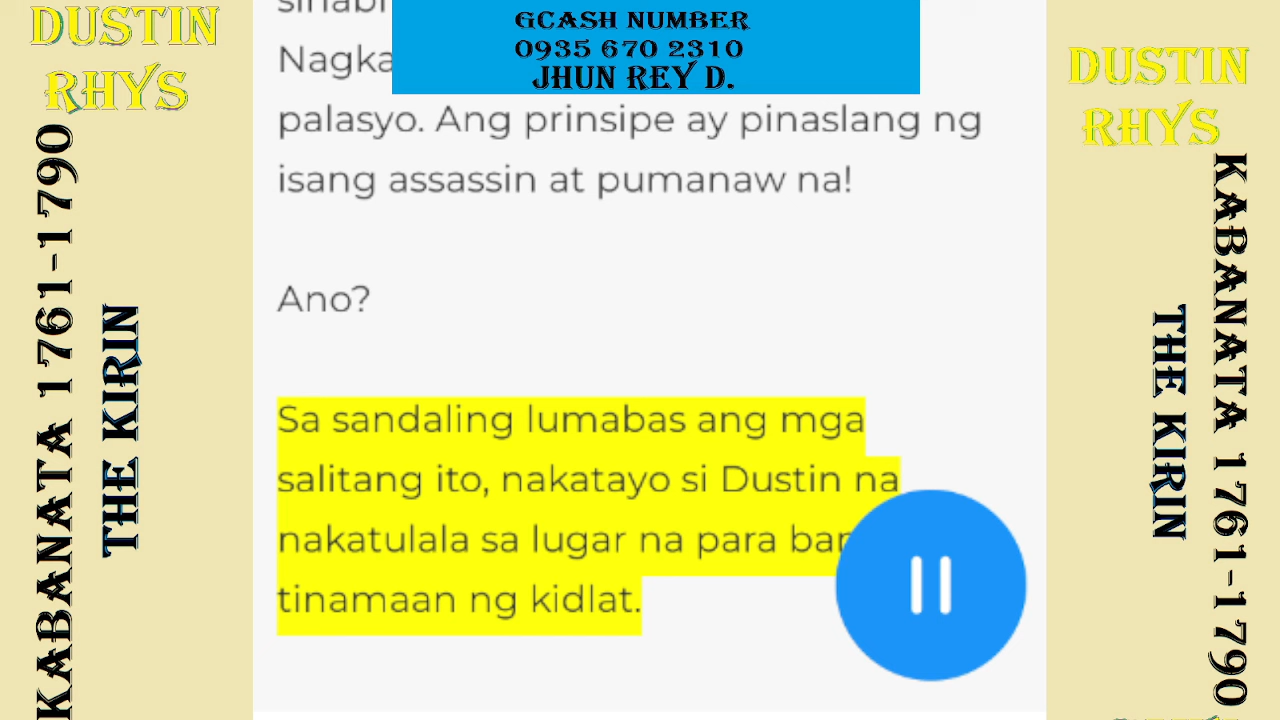 DUSTIN
RHYS
KABANATA 1761-1790
THE KIRIN
GCASH NUMBER
0935 670 2310
JHUN REY D.
palasyo. Ang prinsipe ay pinaslang ng
isang assassin at pumanaw na!
Ano?
Sa sandaling lumabas ang mga
salitang ito, nakatayo si Dustin na
nakatulala sa lugar na para
tinamaan ng kidlat.
DUSTIN
RHYS
KABANATA 1761-1790
THE KIRIN